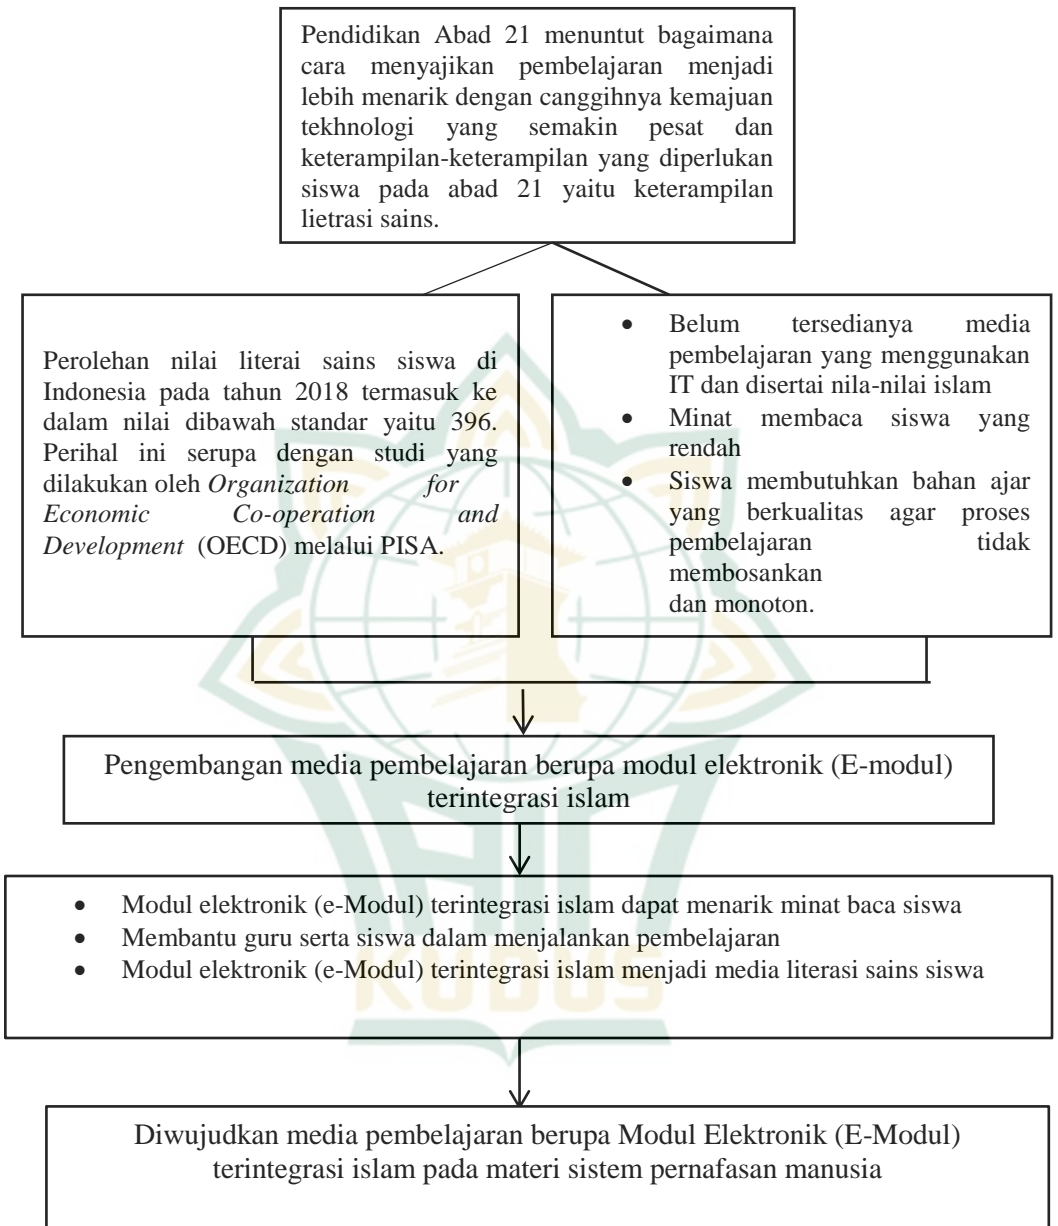 Pendidikan Abad 21 menuntut bagaimana
cara menyajikan pembelajaran menjadi
lebih menarik dengan canggihnya kemajuan
tekhnologi yang semakin pesat dan
keterampilan-keterampilan yang diperlukan
siswa pada abad 21 yaitu keterampilan
lietrasi sains.
Perolehan nilai literai sains siswa di
Indonesia pada tahun 2018 termasuk ke
dalam nilai dibawah standar yaitu 396.
Perihal ini serupa dengan studi yang
dilakukan oleh Organization for
Economic Co-operation and
Development (OECD) melalui PISA.
• Belum tersedianya media
pembelajaran yang menggunakan
IT dan disertai nila-nilai islam
• Minat membaca siswa yang
rendah
• Siswa membutuhkan bahan ajar
yang berkualitas agar proses
pembelajaran tidak
membosankan
dan monoton.
Pengembangan media pembelajaran berupa modul elektronik (E-modul)
terintegrasi islam
• Modul elektronik (e-Modul) terintegrasi islam dapat menarik minat baca siswa
• Membantu guru serta siswa dalam menjalankan pembelajaran
• Modul elektronik (e-Modul) terintegrasi islam menjadi media literasi sains siswa
KUDUS
Diwujudkan media pembelajaran berupa Modul Elektronik (E-Modul)
terintegrasi islam pada materi sistem pernafasan manusia